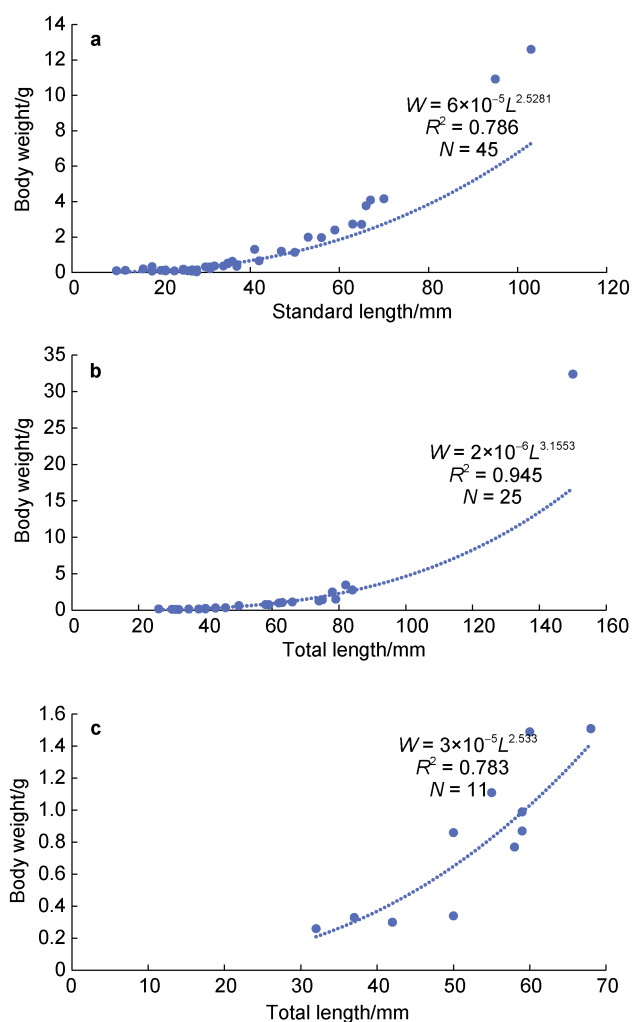 a
14
12
10
8
6
4
2
0
Body weight/g
W = 6×10⁻⁵L²·⁵²⁸¹
R² = 0.786
N = 45
0 20 40 60 80 100 120
Standard length/mm
b
35
30
25
20
15
10
5
0
Body weight/g
W = 2×10⁻⁶L³·¹⁵⁵³
R² = 0.945
N = 25
20 40 60 80 100 120 140 160
Total length/mm
c
1.6
1.4
1.2
1.0
0.8
0.6
0.4
0.2
0
Body weight/g
W = 3×10⁻⁵L²·⁵³³
R² = 0.783
N = 11
0 10 20 30 40 50 60 70
Total length/mm